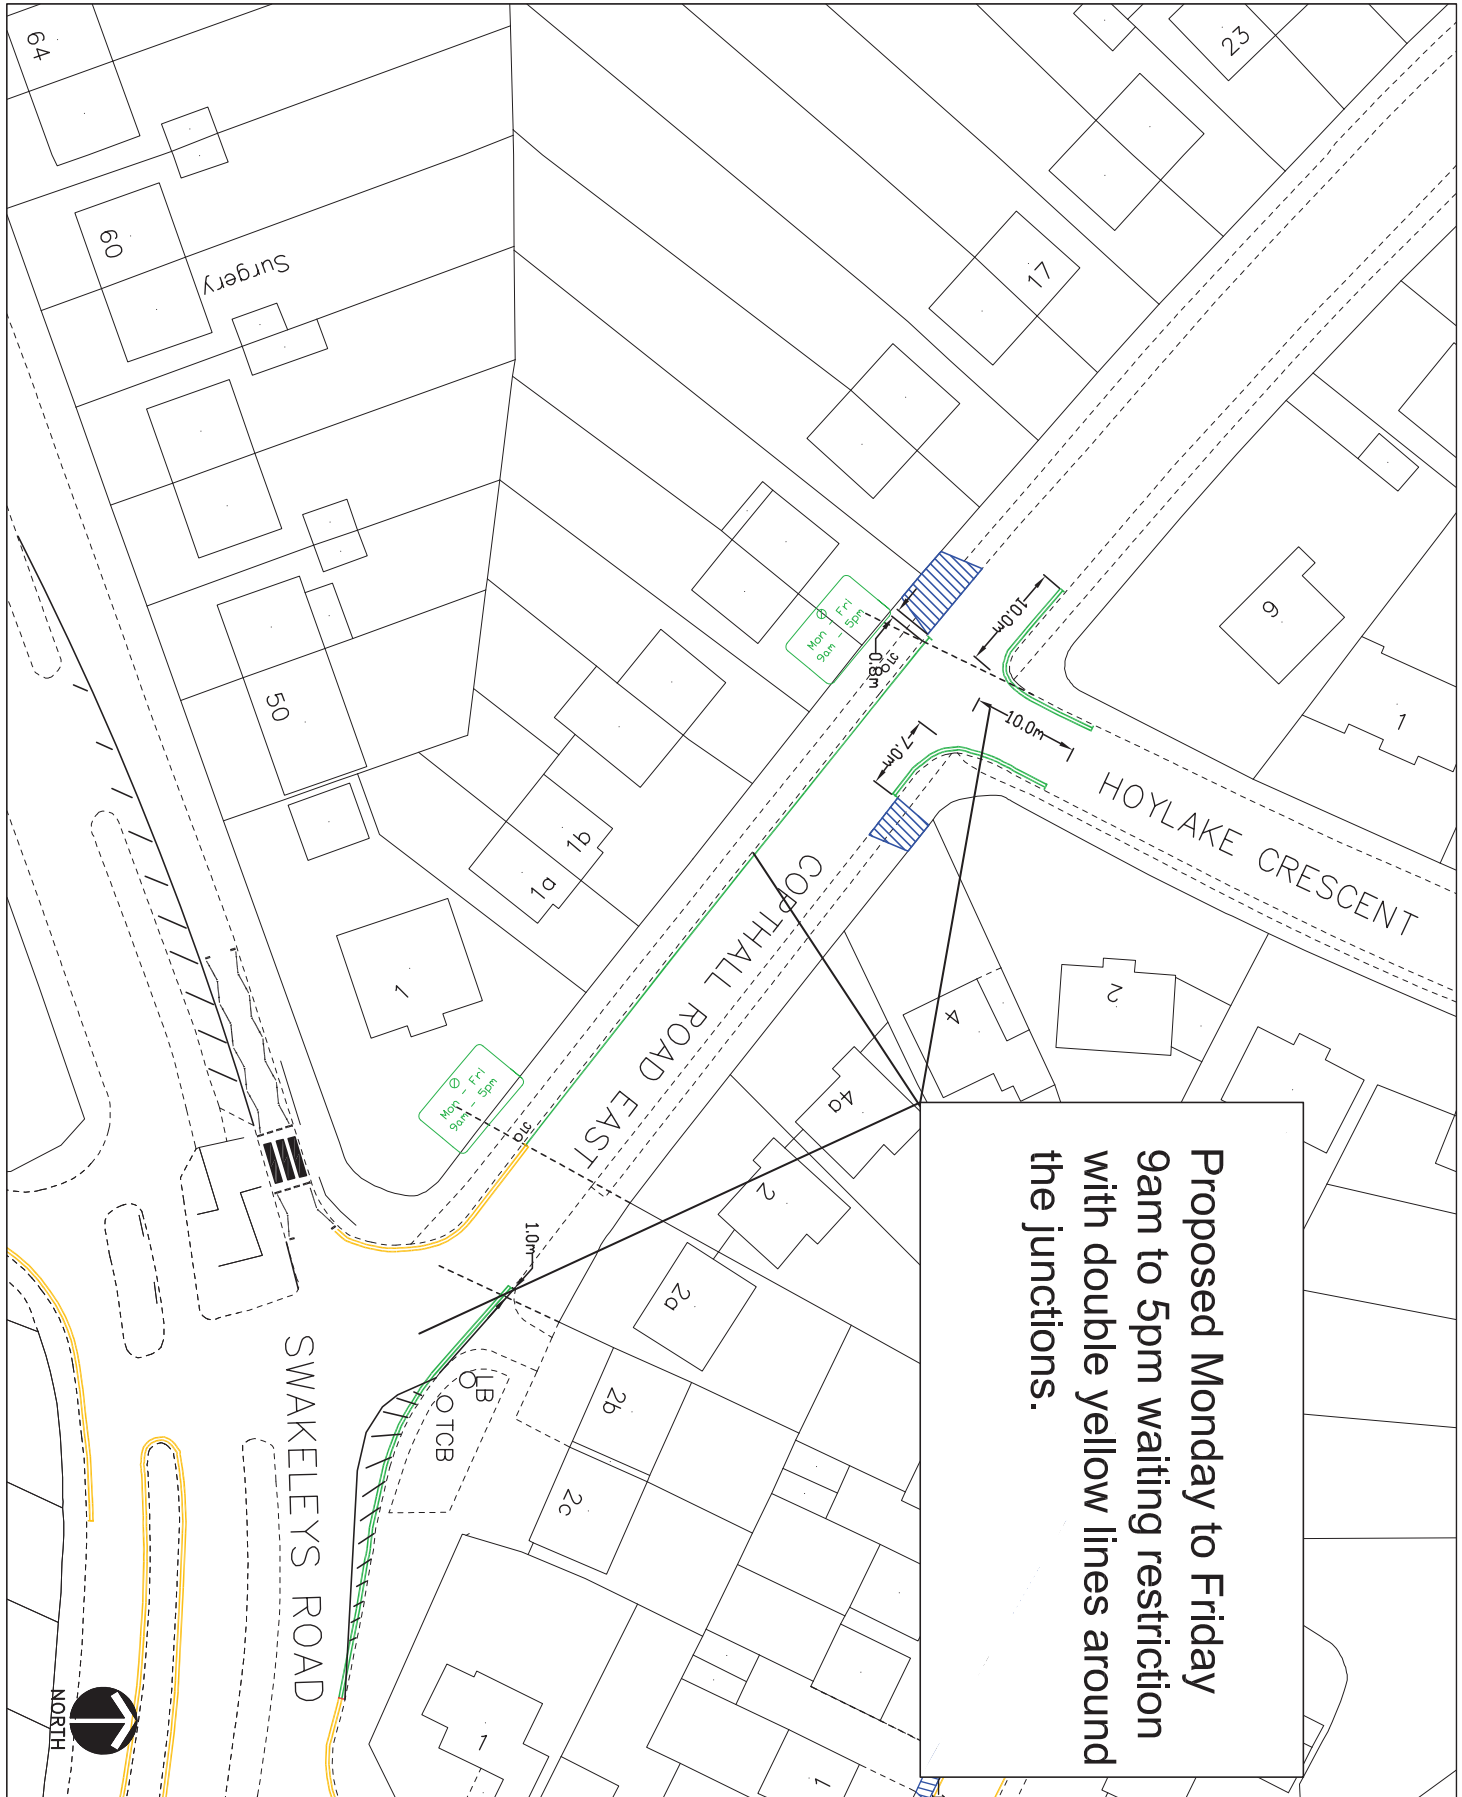 Proposed Monday to Friday
9am to 5pm waiting restriction
with double yellow lines around
the junctions.
HOYLAKE CRESCENT
COPTHALL ROAD EAST
SWAKELEYS ROAD
NORTH
Surgery
Mon - Fri
9am - 5pm
Mon - Fri
9am - 5pm
10.0m
10.0m
7.0m
0.8m
1.0m
LB
TCB
64
60
50
23
17
1b
1a
1
9
1
2
4
4a
2
2a
2b
2c
1
1